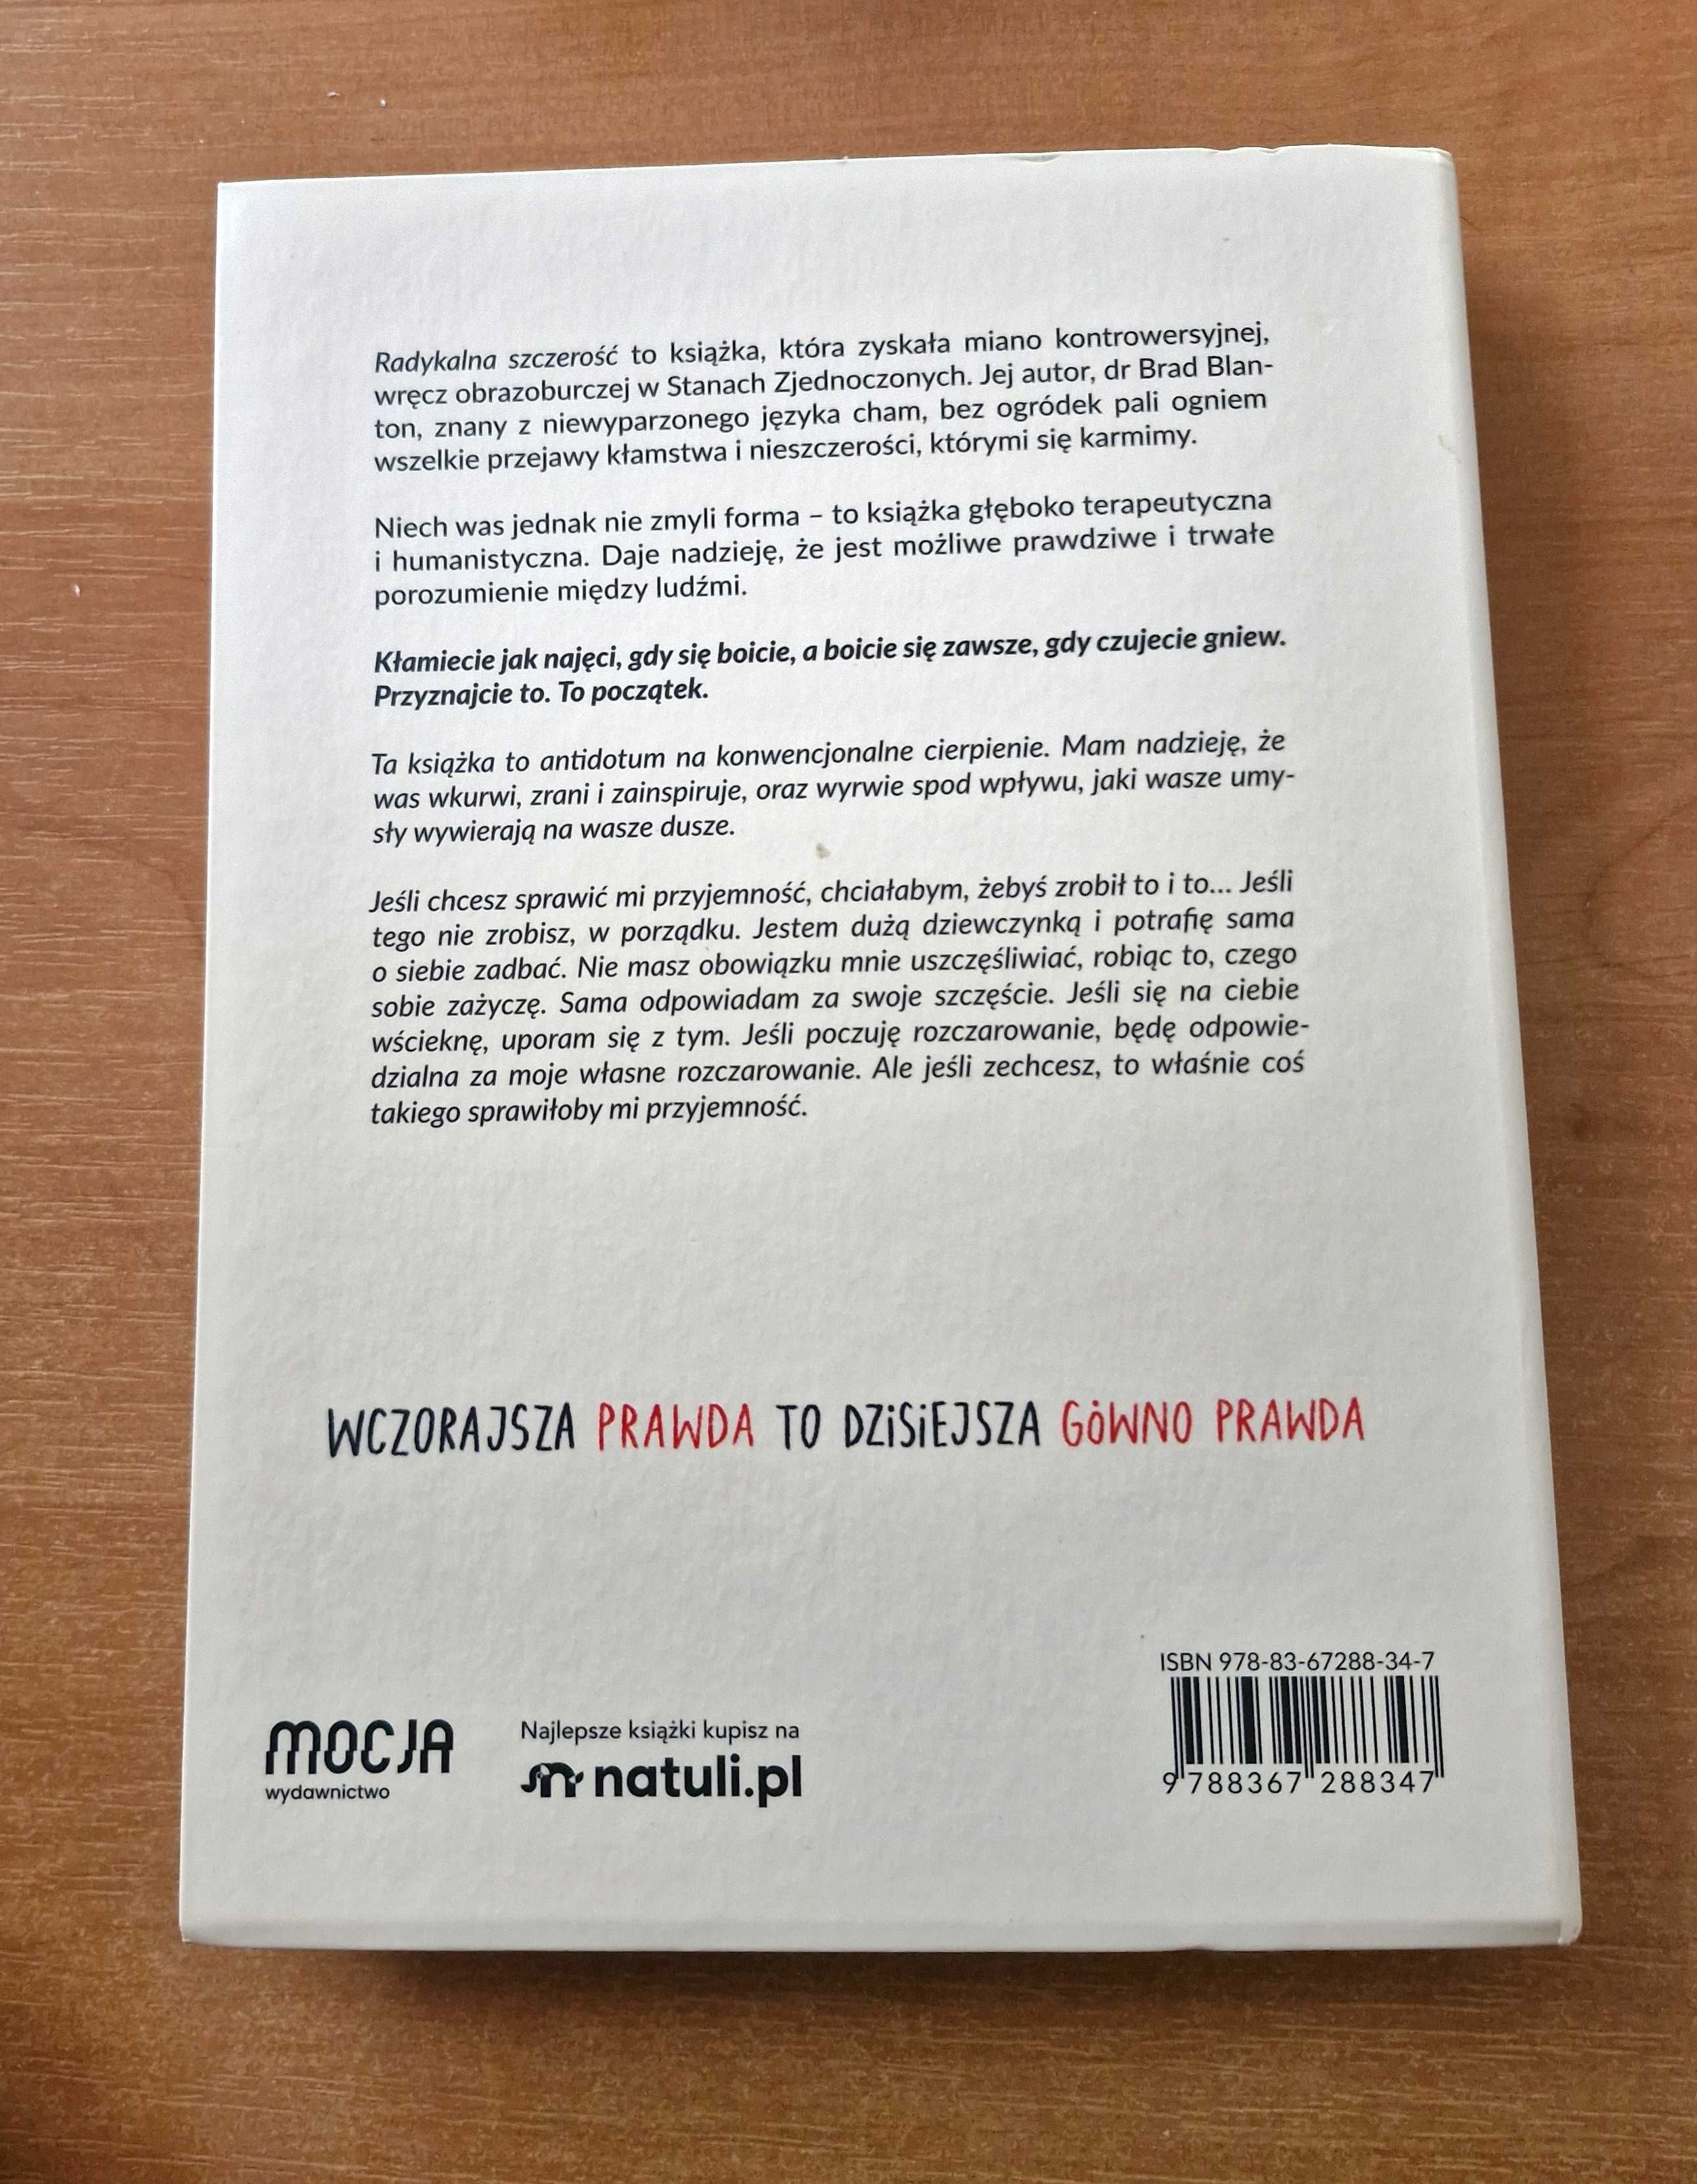 Radykalna szczerość to książka, która zyskała miano kontrowersyjnej,
wręcz obrazoburczej w Stanach Zjednoczonych. Jej autor, dr Brad Blan-
ton, znany z niewyparzonego języka cham, bez ogródek pali ogniem
wszelkie przejawy kłamstwa i nieszczerości, którymi się karmimy.
Niech was jednak nie zmyli forma – to książka głęboko terapeutyczna
i humanistyczna. Daje nadzieję, że jest możliwe prawdziwe i trwałe
porozumienie między ludźmi.
Kłamiecie jak najęci, gdy się boicie, a boicie się zawsze, gdy czujecie gniew.
Przyznajcie to. To początek.
Ta książka to antidotum na konwencjonalne cierpienie. Mam nadzieję, że
was wkurwi, zrani i zainspiruje, oraz wyrwie spod wpływu, jaki wasze umy-
sły wywierają na wasze dusze.
Jeśli chcesz sprawić mi przyjemność, chciałabym, żebyś zrobił to i to... Jeśli
tego nie zrobisz, w porządku. Jestem dużą dziewczynką i potrafię sama
o siebie zadbać. Nie masz obowiązku mnie uszczęśliwiać, robiąc to, czego
sobie zażyczę. Sama odpowiadam za swoje szczęście. Jeśli się na ciebie
wścieknę, uporam się z tym. Jeśli poczuję rozczarowanie, będę odpowie-
dzialna za moje własne rozczarowanie. Ale jeśli zechcesz, to właśnie coś
takiego sprawiłoby mi przyjemność.
WCZORAJSZA PRAWDA TO DZiSiEJSZA GÓWNO PRAWDA
MOCJA
wydawnictwo
Najlepsze książki kupisz na
natuli.pl
ISBN 978-83-67288-34-7
9 788367 288347